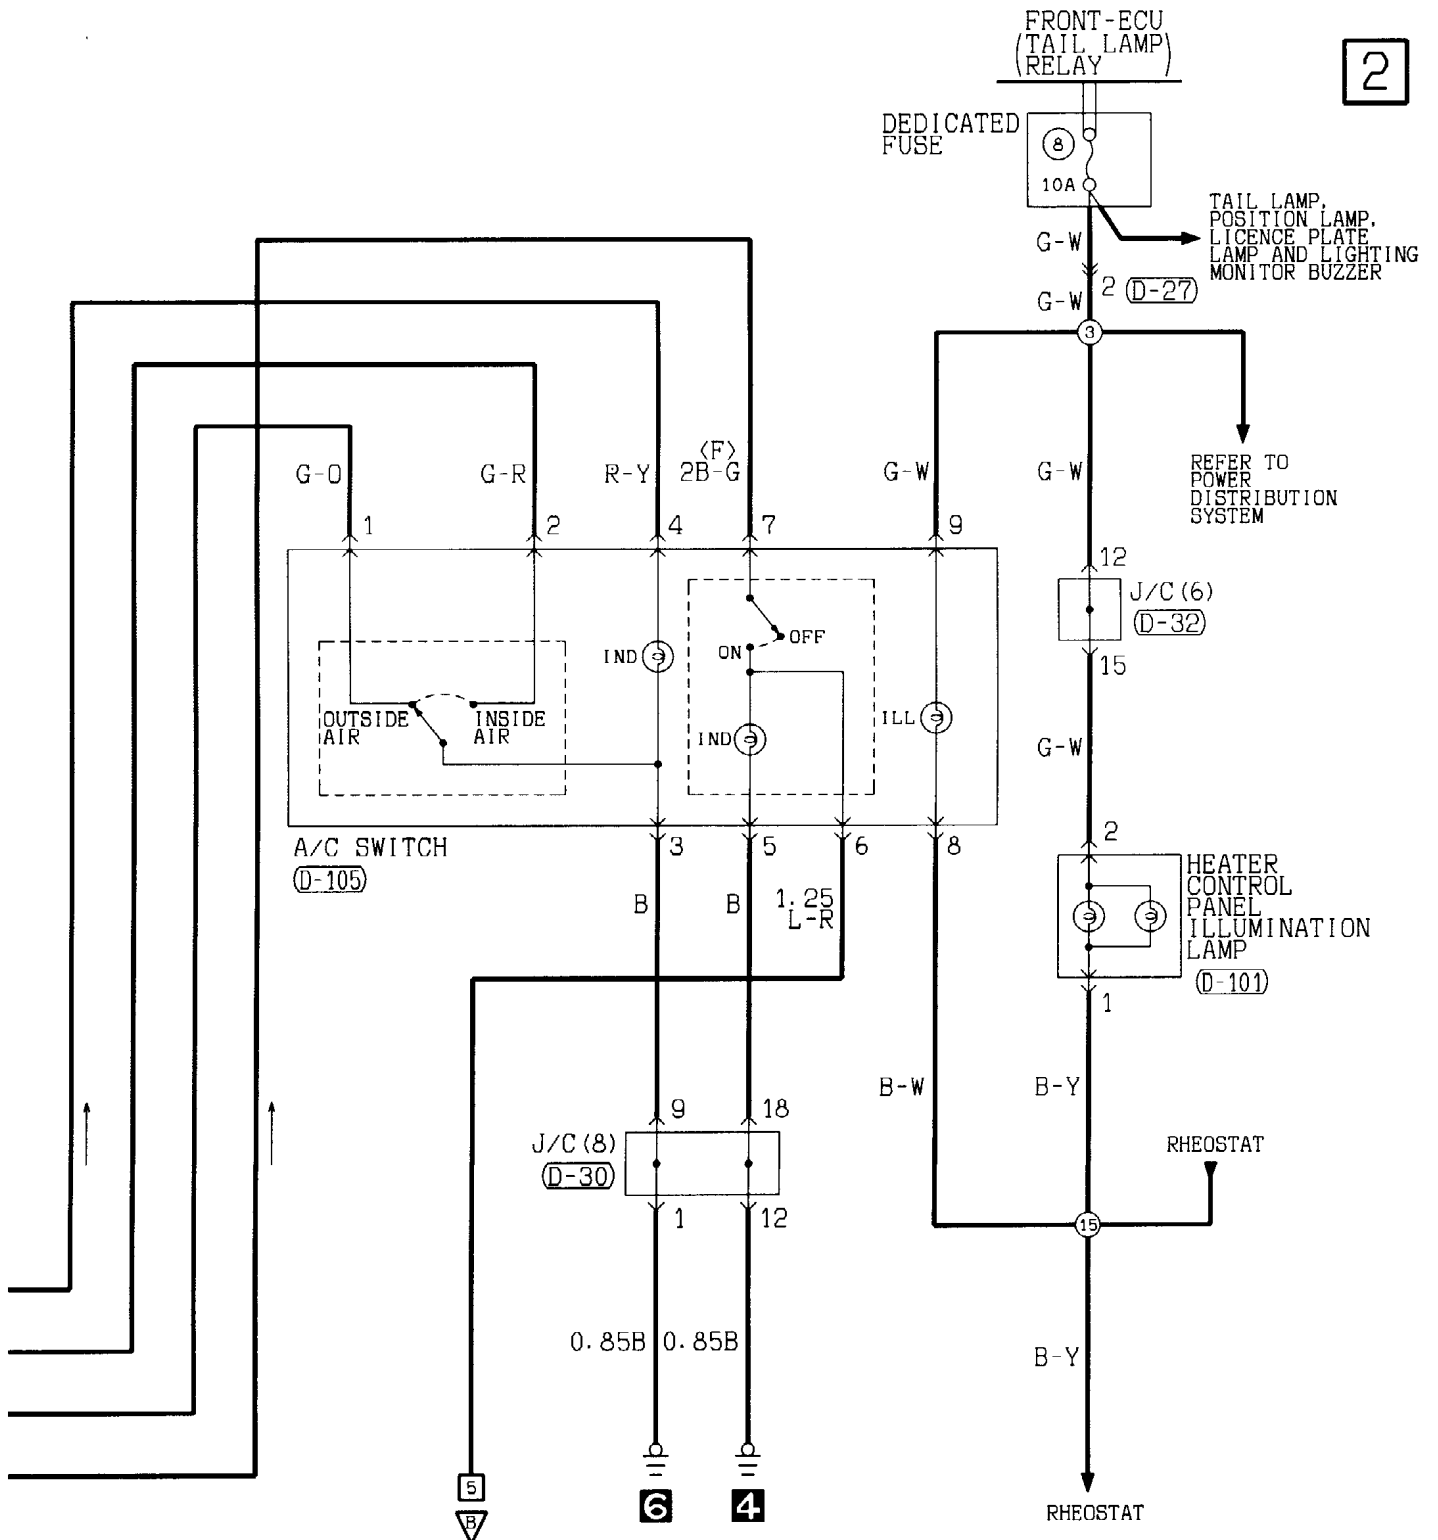 FRONT-ECU
(TAIL LAMP)
RELAY
2
DEDICATED
FUSE
8
10A
TAIL LAMP,
POSITION LAMP,
LICENCE PLATE
LAMP AND LIGHTING
MONITOR BUZZER
G-W
2 D-27
G-W
3
<F>
G-O G-R R-Y 2B-G G-W G-W
REFER TO
POWER
DISTRIBUTION
SYSTEM
1 2 4 7 9
12
J/C(6)
D-32
15
OFF
ON
IND
OUTSIDE
AIR
INSIDE
AIR
IND
ILL
G-W
A/C SWITCH
D-105
3 5 6 8
2
HEATER
CONTROL
PANEL
ILLUMINATION
LAMP
D-101
1
B B 1.25
L-R
B-W B-Y
9 18
J/C(8)
D-30
1 12
RHEOSTAT
15
0.85B 0.85B
B-Y
5
B
6 4
RHEOSTAT